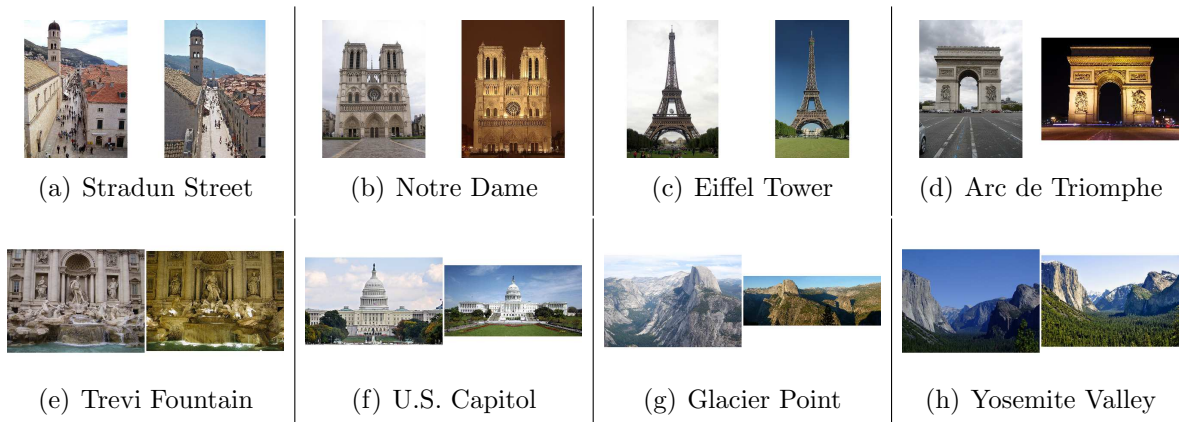 (a) Stradun Street
(b) Notre Dame
(c) Eiffel Tower
(d) Arc de Triomphe
(e) Trevi Fountain
(f) U.S. Capitol
(g) Glacier Point
(h) Yosemite Valley